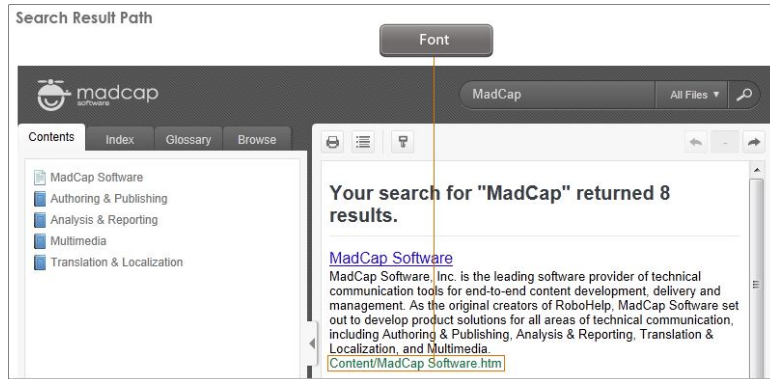 Search Result Path
Font
madcap
software
MadCap
All Files
Contents
Index
Glossary
Browse
MadCap Software
Authoring & Publishing
Analysis & Reporting
Multimedia
Translation & Localization
Your search for "MadCap" returned 8
results.
MadCap Software
MadCap Software, Inc. is the leading software provider of technical
communication tools for end-to-end content development, delivery and
management. As the original creators of RoboHelp, MadCap Software set
out to develop product solutions for all areas of technical communication,
including Authoring & Publishing, Analysis & Reporting, Translation &
Localization, and Multimedia.
Content/MadCap Software.htm